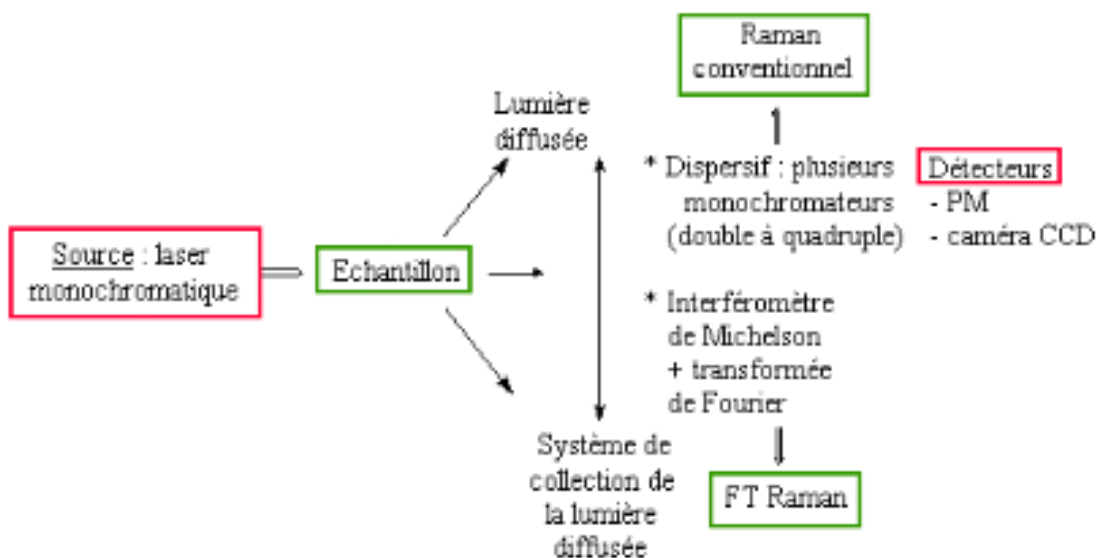 Raman
conventionnel
Lumière
diffusée
* Dispersif : plusieurs
monochromateurs
(double à quadruple)
Détecteurs
- PM
- caméra CCD
Source : laser
monochromatique
Echantillon
* Interféromètre
de Michelson
+ transformée
de Fourier
Système de
collection de
la lumière
diffusée
FT Raman